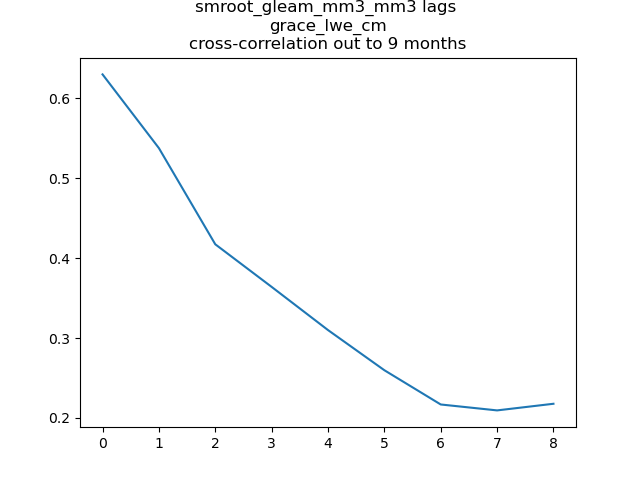 smroot_gleam_mm3_mm3 lags
grace_lwe_cm
cross-correlation out to 9 months
0.6
0.5
0.4
0.3
0.2
0 1 2 3 4 5 6 7 8